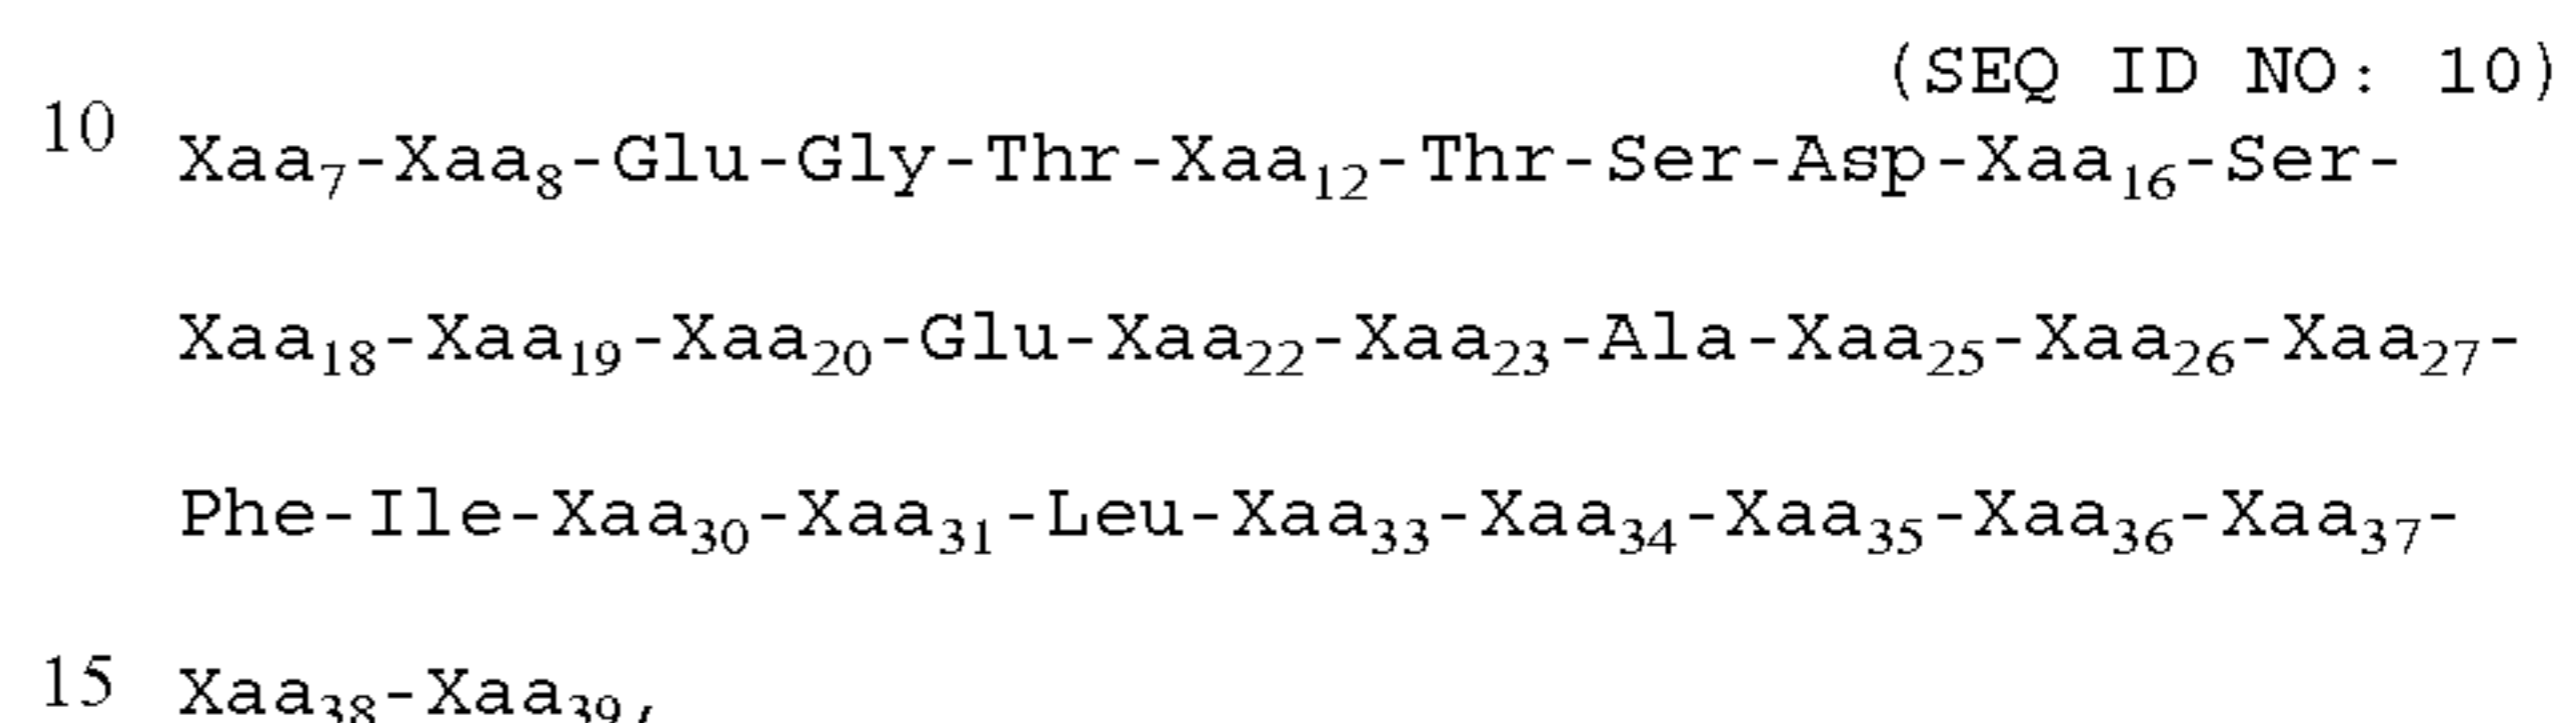 (SEQ ID NO: 10)
10 Xaa₇-Xaa₈-Glu-Gly-Thr-Xaa₁₂-Thr-Ser-Asp-Xaa₁₆-Ser-
Xaa₁₈-Xaa₁₉-Xaa₂₀-Glu-Xaa₂₂-Xaa₂₃-Ala-Xaa₂₅-Xaa₂₆-Xaa₂₇-
Phe-Ile-Xaa₃₀-Xaa₃₁-Leu-Xaa₃₃-Xaa₃₄-Xaa₃₅-Xaa₃₆-Xaa₃₇-
15 Xaa₃₈-Xaa₃₉,